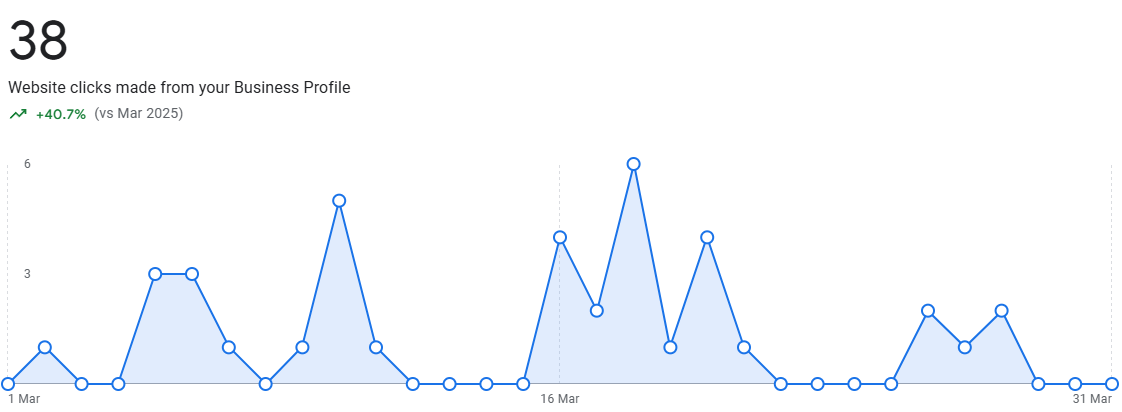 38
Website clicks made from your Business Profile
+40.7% (vs Mar 2025)
6
3
1 Mar
16 Mar
31 Mar